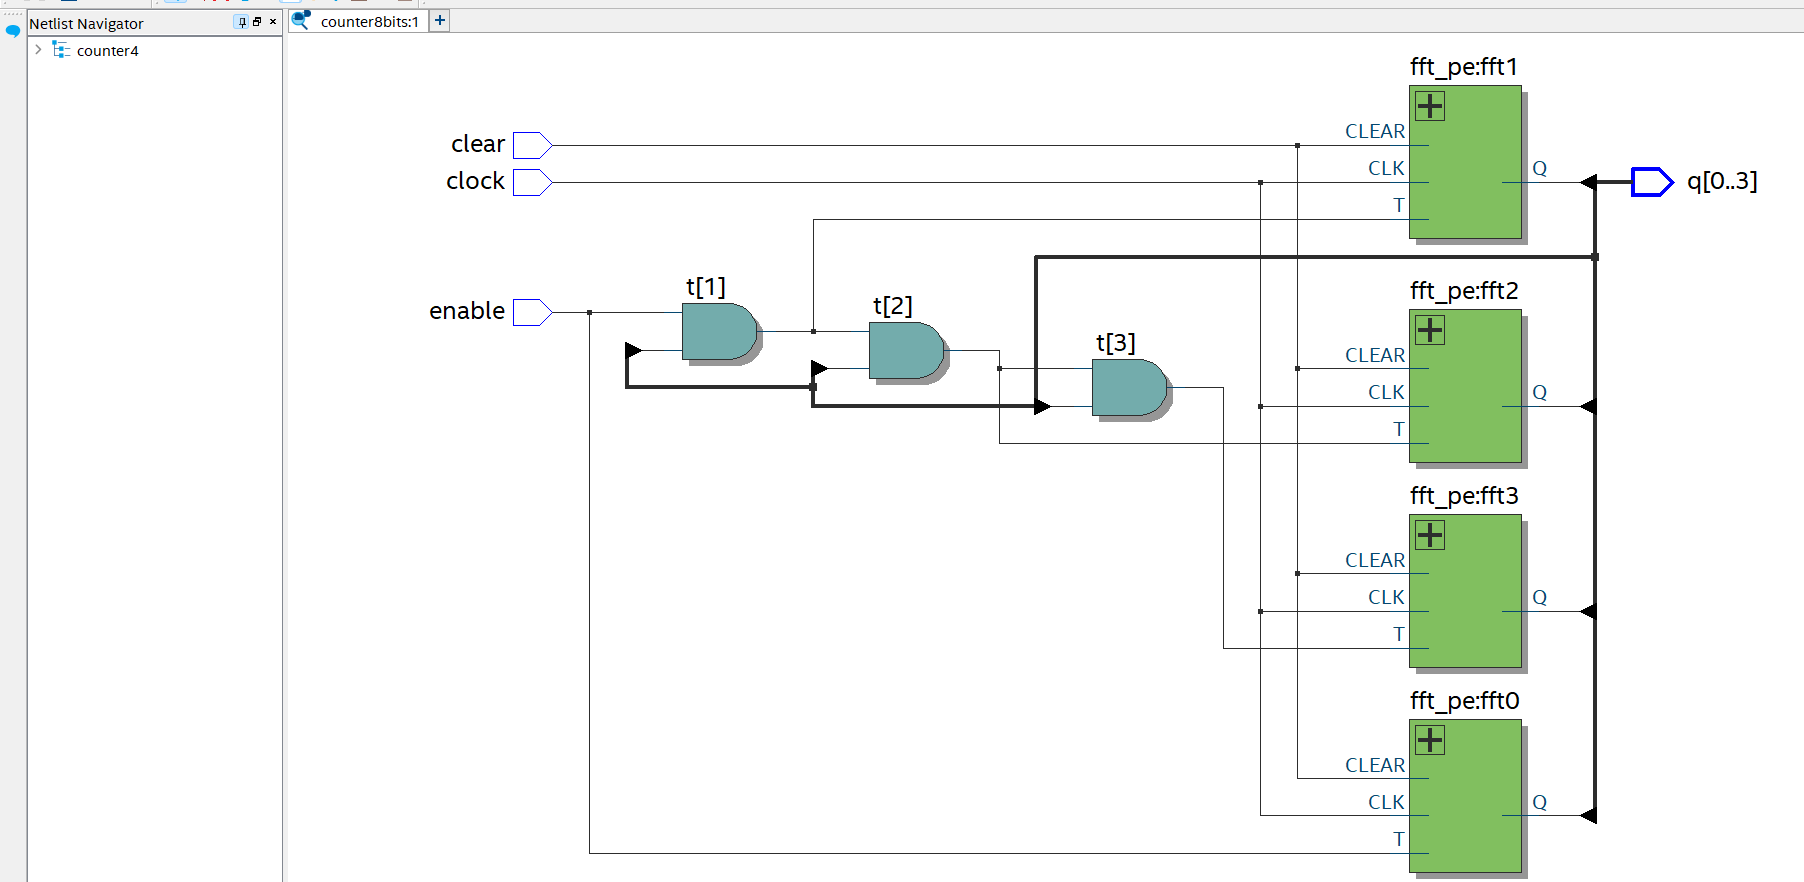 Netlist Navigator
counter4
counter8bits:1
fft_pe:fft1
clear
CLEAR
clock
CLK
Q
q[0..3]
T
t[1]
t[2]
fft_pe:fft2
enable
t[3]
CLEAR
CLK
Q
T
fft_pe:fft3
CLEAR
CLK
Q
T
fft_pe:fft0
CLEAR
CLK
Q
T